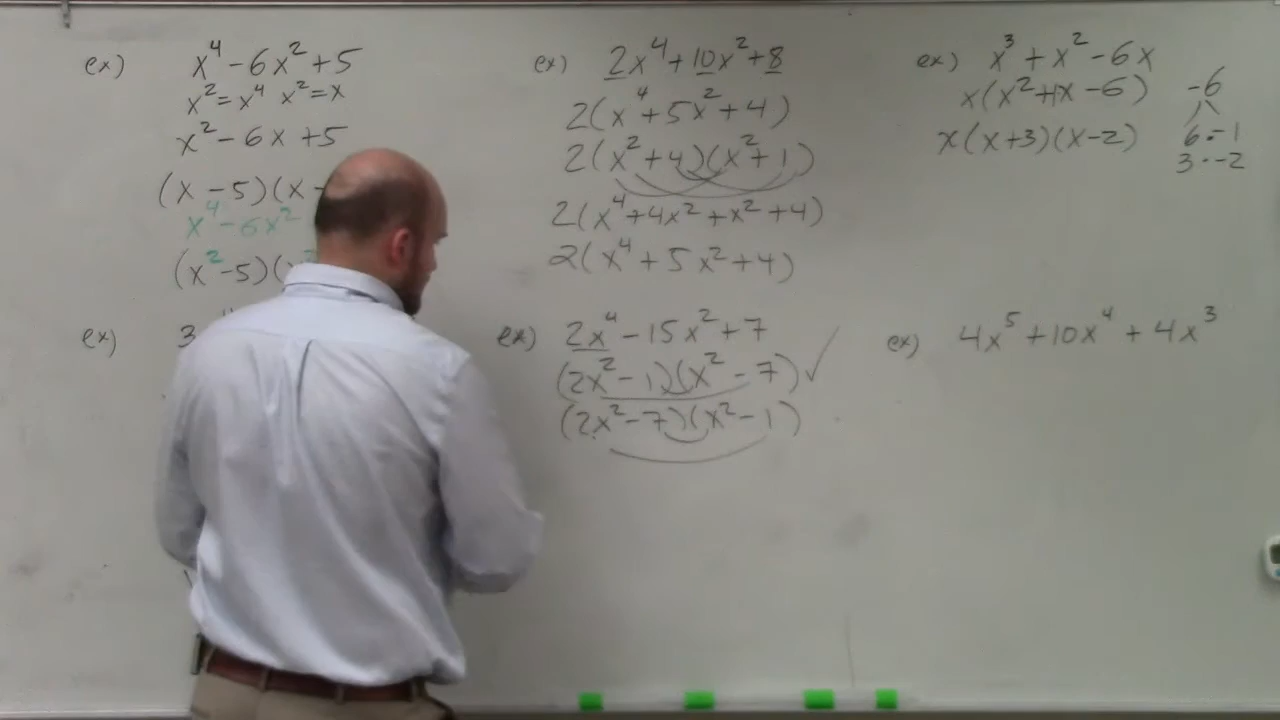 ex) x⁴ - 6x² + 5
x² = x⁴ x² = x
x² - 6x + 5
(x - 5)(x -
x⁴ - 6x²
(x² - 5)(
ex) 3
ex) 2x⁴ + 10x² + 8
2(x⁴ + 5x² + 4)
2(x² + 4)(x² + 1)
2(x⁴ + 4x² + x² + 4)
2(x⁴ + 5x² + 4)
ex) 2x⁴ - 15x² + 7
(2x² - 1)(x² - 7) ✓
(2x² - 7)(x² - 1)
ex) x³ + x² - 6x
x(x² + 1x - 6)
x(x + 3)(x - 2)
-6
6 · -1
3 · -2
ex) 4x⁵ + 10x⁴ + 4x³